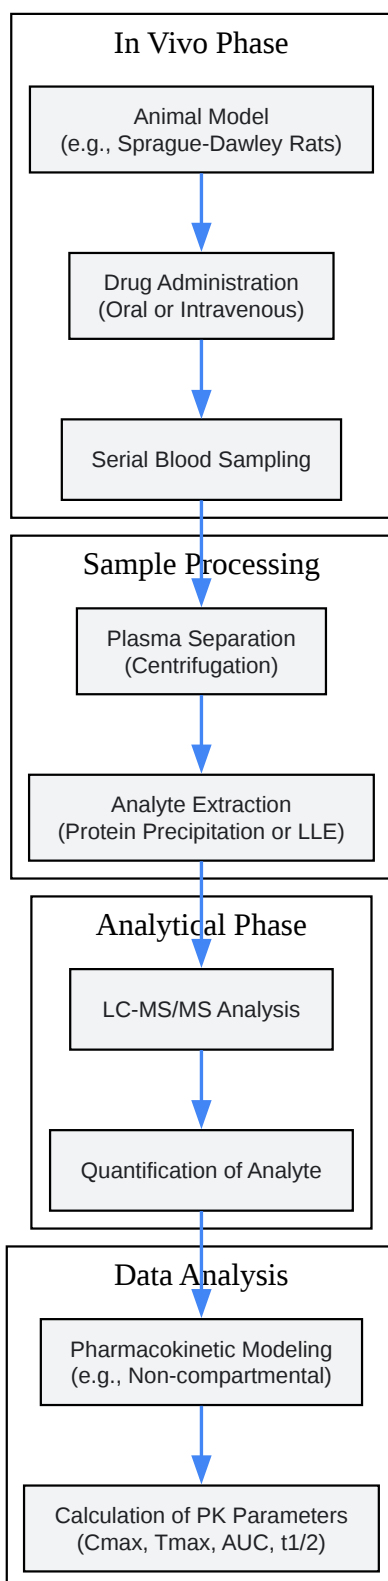 In Vivo Phase
Animal Model
(e.g., Sprague-Dawley Rats)
Drug Administration
(Oral or Intravenous)
Serial Blood Sampling
Sample Processing
Plasma Separation
(Centrifugation)
Analyte Extraction
(Protein Precipitation or LLE)
Analytical Phase
LC-MS/MS Analysis
Quantification of Analyte
Data Analysis
Pharmacokinetic Modeling
(e.g., Non-compartmental)
Calculation of PK Parameters
(Cmax, Tmax, AUC, t1/2)